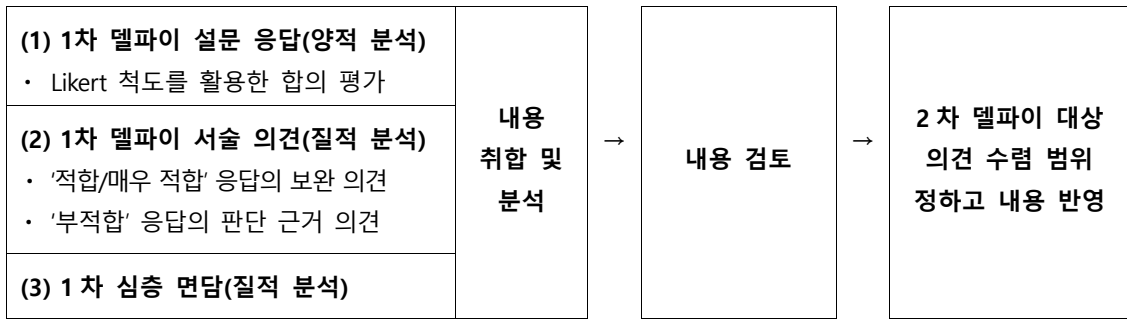 (1) 1차 델파이 설문 응답(양적 분석)
· Likert 척도를 활용한 합의 평가
(2) 1차 델파이 서술 의견(질적 분석)
· '적합/매우 적합' 응답의 보완 의견
· '부적합' 응답의 판단 근거 의견
(3) 1 차 심층 면담(질적 분석)
내용
취합 및
분석
→
내용 검토
→
2 차 델파이 대상
의견 수렴 범위
정하고 내용 반영